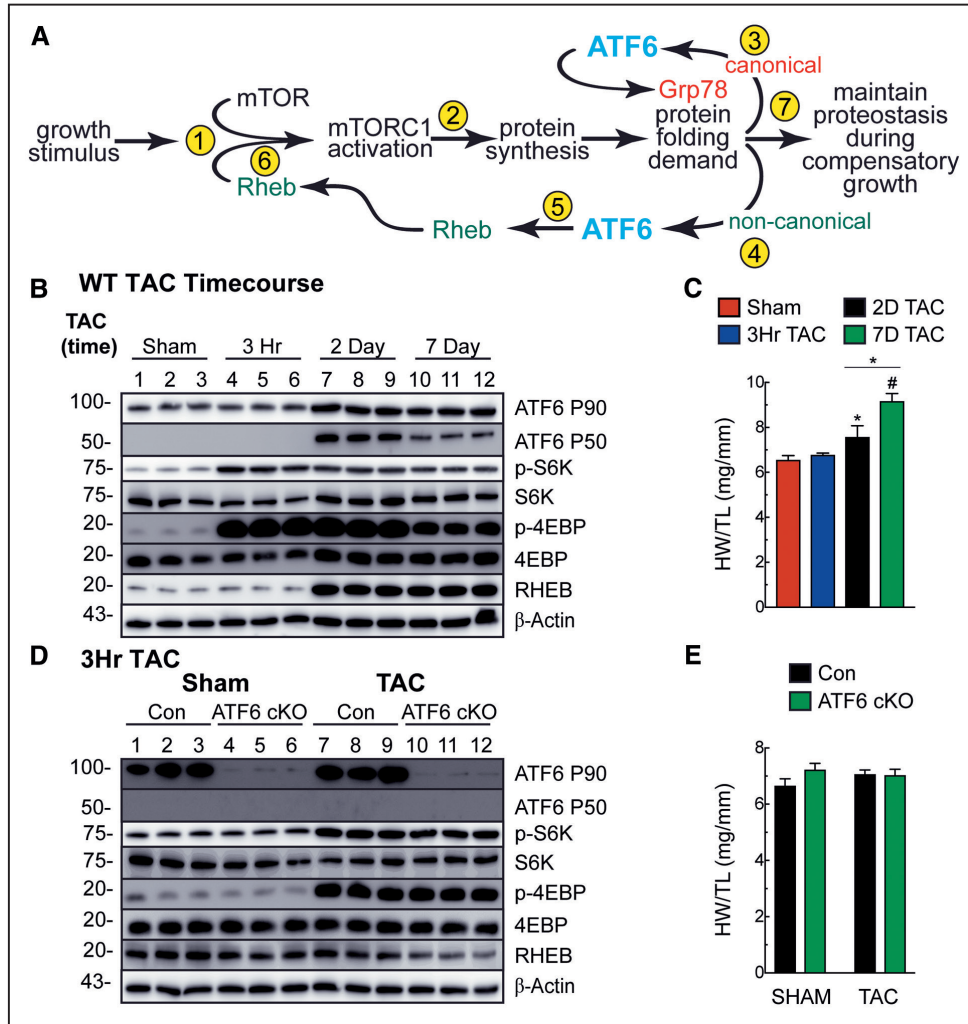 A
growth
stimulus
1
mTOR
6
Rheb
mTORC1
activation
2
protein
synthesis
ATF6
3
canonical
Grp78
protein
folding
demand
7
maintain
proteostasis
during
compensatory
growth
Rheb
5
ATF6
non-canonical
4
B WT TAC Timecourse
TAC
(time)
Sham 3 Hr 2 Day 7 Day
1 2 3 4 5 6 7 8 9 10 11 12
100- ATF6 P90
50- ATF6 P50
75- p-S6K
75- S6K
20- p-4EBP
20- 4EBP
20- RHEB
43- β-Actin
C
Sham 2D TAC
3Hr TAC 7D TAC
HW/TL (mg/mm)
10
8
6
4
2
0
*
*
#
D 3Hr TAC
Sham TAC
Con ATF6 cKO Con ATF6 cKO
1 2 3 4 5 6 7 8 9 10 11 12
100- ATF6 P90
50- ATF6 P50
75- p-S6K
75- S6K
20- p-4EBP
20- 4EBP
20- RHEB
43- β-Actin
E
Con
ATF6 cKO
HW/TL (mg/mm)
8
6
4
2
0
SHAM TAC